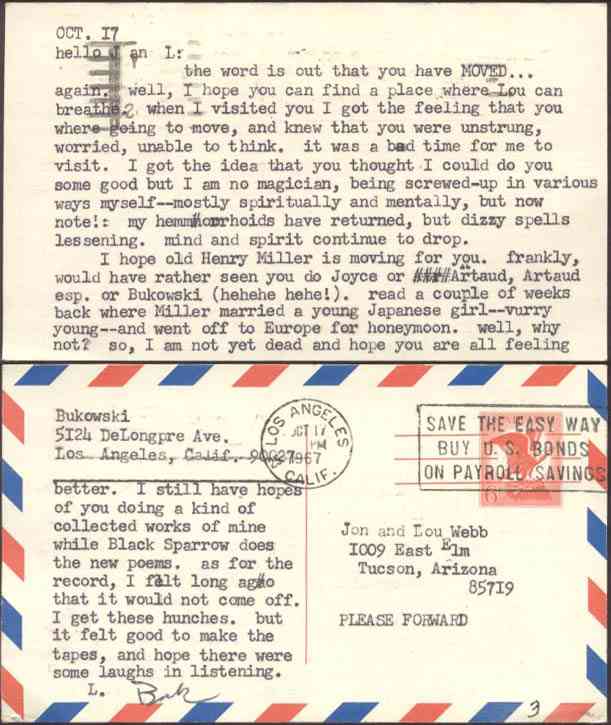 OCT. I7
hello J an L:
the word is out that you have MOVED...
again. well, I hope you can find a place where Lou can
breathe. when I visited you I got the feeling that you
where going to move, and knew that you were unstrung,
worried, unable to think. it was a bad time for me to
visit. I got the idea that you thought I could do you
some good but I am no magician, being screwed-up in various
ways myself--mostly spiritually and mentally, but now
note!: my hemmhorrhoids have returned, but dizzy spells
lessening. mind and spirit continue to drop.
I hope old Henry Miller is moving for you. frankly,
would have rather seen you do Joyce or Artaud, Artaud
esp. or Bukowski (hehehe hehe!). read a couple of weeks
back where Miller married a young Japanese girl--vurry
young--and went off to Europe for honeymoon. well, why
not? so, I am not yet dead and hope you are all feeling
Bukowski
5I24 DeLongpre Ave.
Los Angeles, Calif. 90027
LOS ANGELES
OCT 17
PM
1967
CALIF.
SAVE THE EASY WAY
BUY U.S. BONDS
ON PAYROLL SAVINGS
6c
better. I still have hopes
of you doing a kind of
collected works of mine
while Black Sparrow does
the new poems. as for the
record, I felt long ago
that it would not come off.
I get these hunches. but
it felt good to make the
tapes, and hope there were
some laughs in listening.
L. Buk
Jon and Lou Webb
I009 East Elm
Tucson, Arizona
857I9
PLEASE FORWARD
3